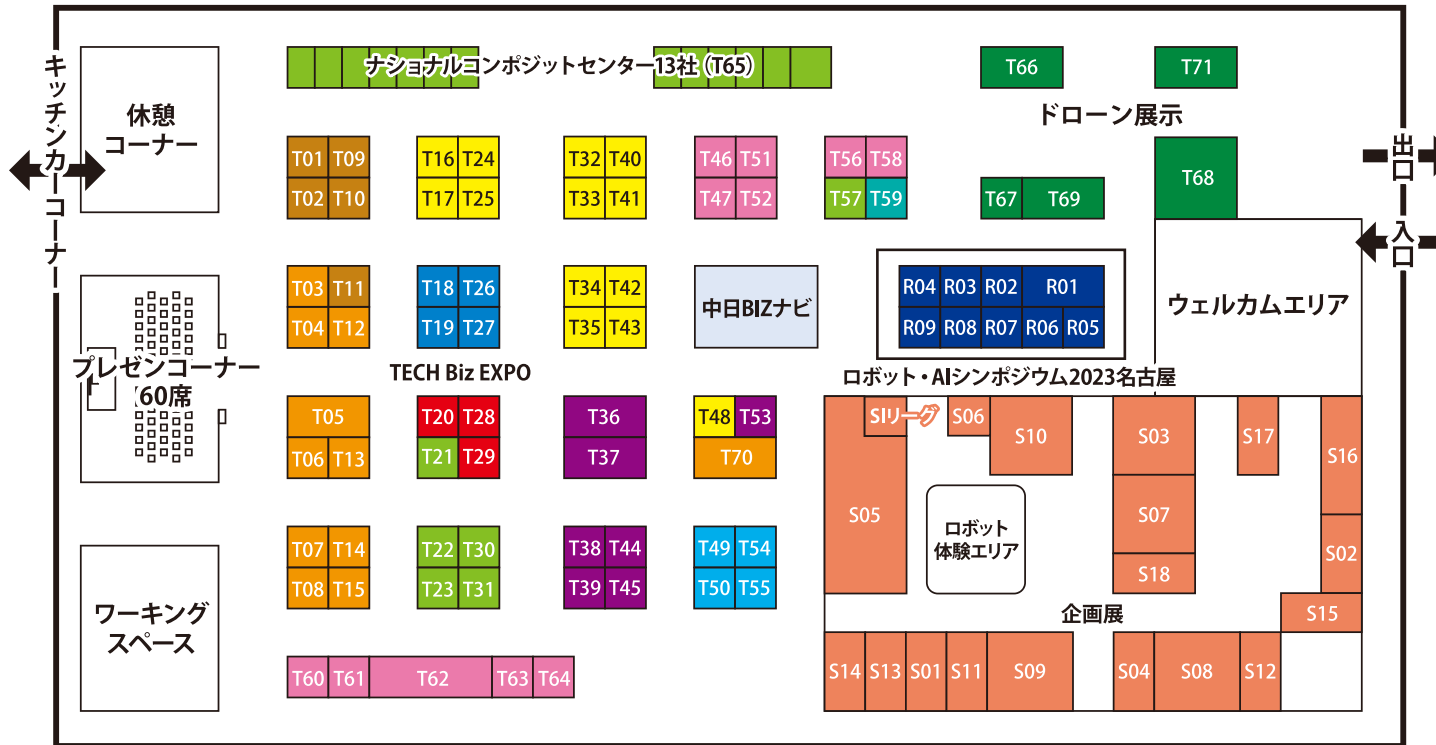 ナショナルコンポジットセンター13社（T65）
T66
T71
キッチンカーコーナー
休憩
コーナー
ドローン展示
出口
T01 T09
T02 T10
T16 T24
T17 T25
T32 T40
T33 T41
T46 T51
T47 T52
T56 T58
T57 T59
T67 T69
T68
入口
T03 T11
T04 T12
T18 T26
T19 T27
T34 T42
T35 T43
中日BIZナビ
R04 R03 R02 R01
R09 R08 R07 R06 R05
ウェルカムエリア
プレゼンコーナー
60席
TECH Biz EXPO
ロボット・AIシンポジウム2023名古屋
T05
T06 T13
T20 T28
T21 T29
T36
T37
T48 T53
T70
SIリーグ
S06
S10
S03
S17
S16
S05
ロボット
体験エリア
S07
S02
S18
T07 T14
T08 T15
T22 T30
T23 T31
T38 T44
T39 T45
T49 T54
T50 T55
企画展
S15
ワーキング
スペース
T60 T61 T62 T63 T64
S14 S13 S01 S11 S09
S04 S08 S12